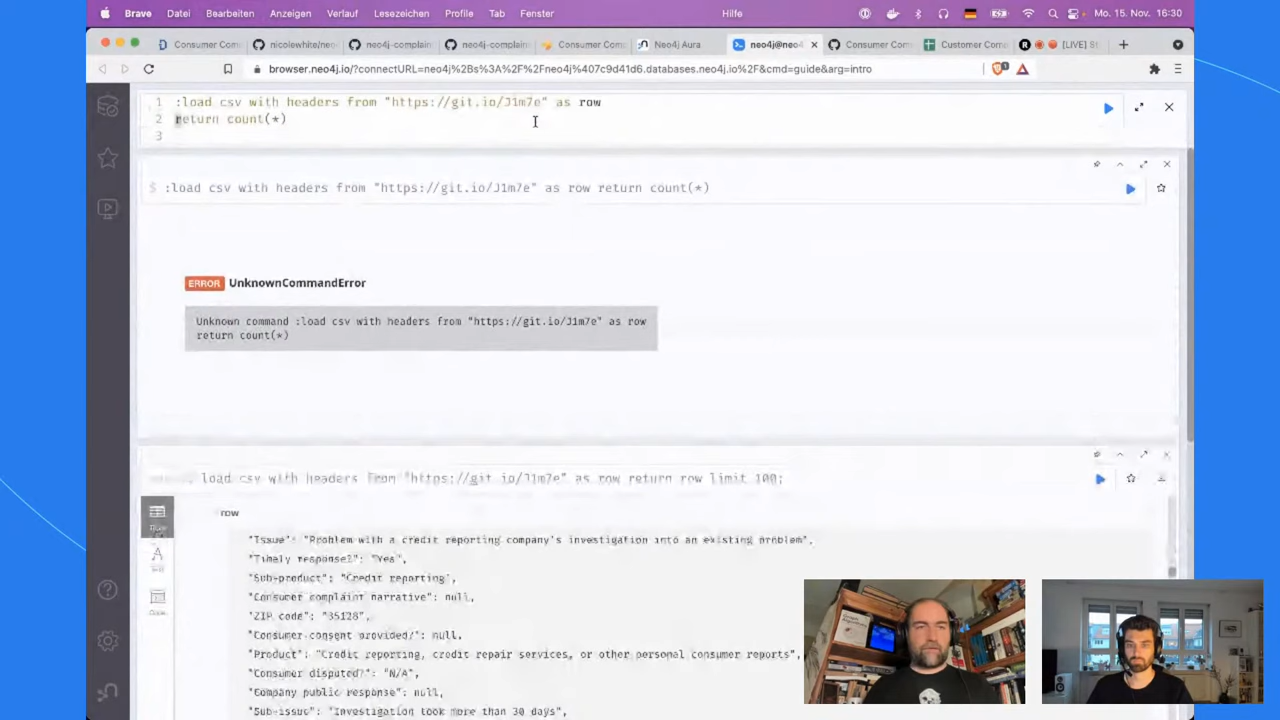 Brave Datei Bearbeiten Anzeigen Verlauf Lesezeichen Profile Tab Fenster Hilfe Mo. 15. Nov. 16:30
Consumer Com nicolewhite/neo neo4j-complain neo4j-complain Consumer Com Neo4j Aura neo4j@neo4 Consumer Com Customer Com [LIVE] St
browser.neo4j.io/?connectURL=neo4j%2Bs%3A%2F%2Fneo4j%407c9d41d6.databases.neo4j.io%2F&cmd=guide&arg=intro
1 :load csv with headers from "https://git.io/J1m7e" as row
2 return count(*)
3
$ :load csv with headers from "https://git.io/J1m7e" as row return count(*)
ERROR UnknownCommandError
Unknown command :load csv with headers from "https://git.io/J1m7e" as row
return count(*)
load csv with headers from "https://git.io/J1m7e" as row return row limit 100;
row
"Issue": "Problem with a credit reporting company's investigation into an existing problem",
"Timely response?": "Yes",
"Sub-product": "Credit reporting",
"Consumer complaint narrative": null,
"ZIP code": "35128",
"Consumer consent provided?": null,
"Product": "Credit reporting, credit repair services, or other personal consumer reports",
"Consumer disputed?": "N/A",
"Company public response": null,
"Sub-issue": "Investigation took more than 30 days",